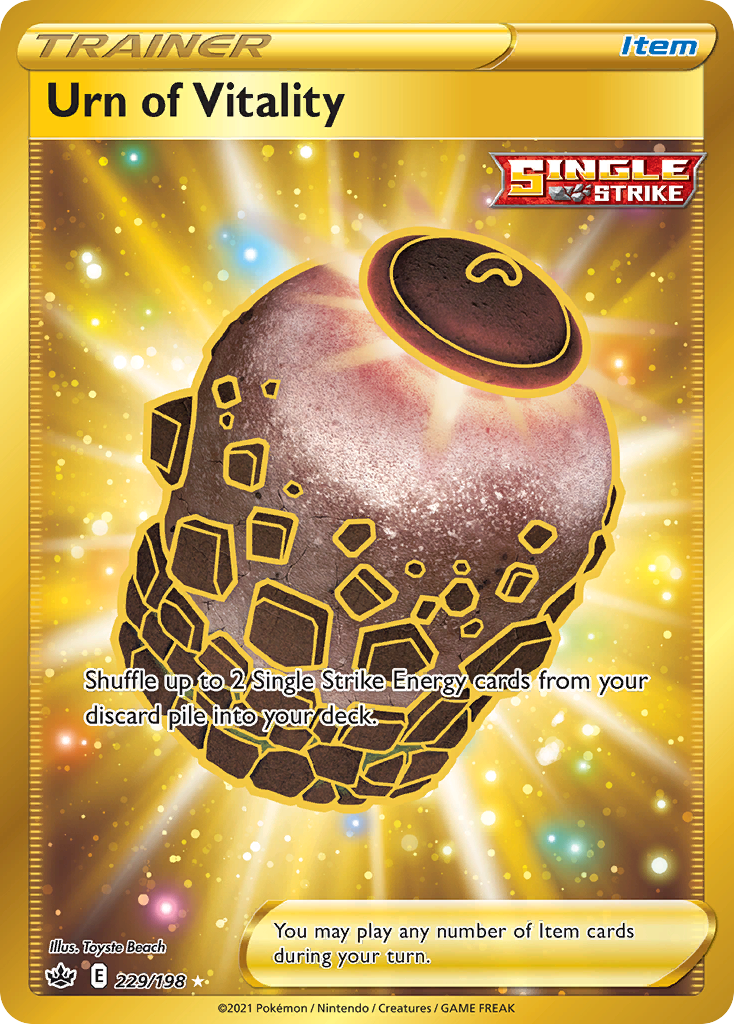 TRAINER
Item
Urn of Vitality
SINGLE
STRIKE
Shuffle up to 2 Single Strike Energy cards from your
discard pile into your deck.
You may play any number of Item cards
during your turn.
Illus. Toyste Beach
E 229/198 ★
©2021 Pokémon / Nintendo / Creatures / GAME FREAK